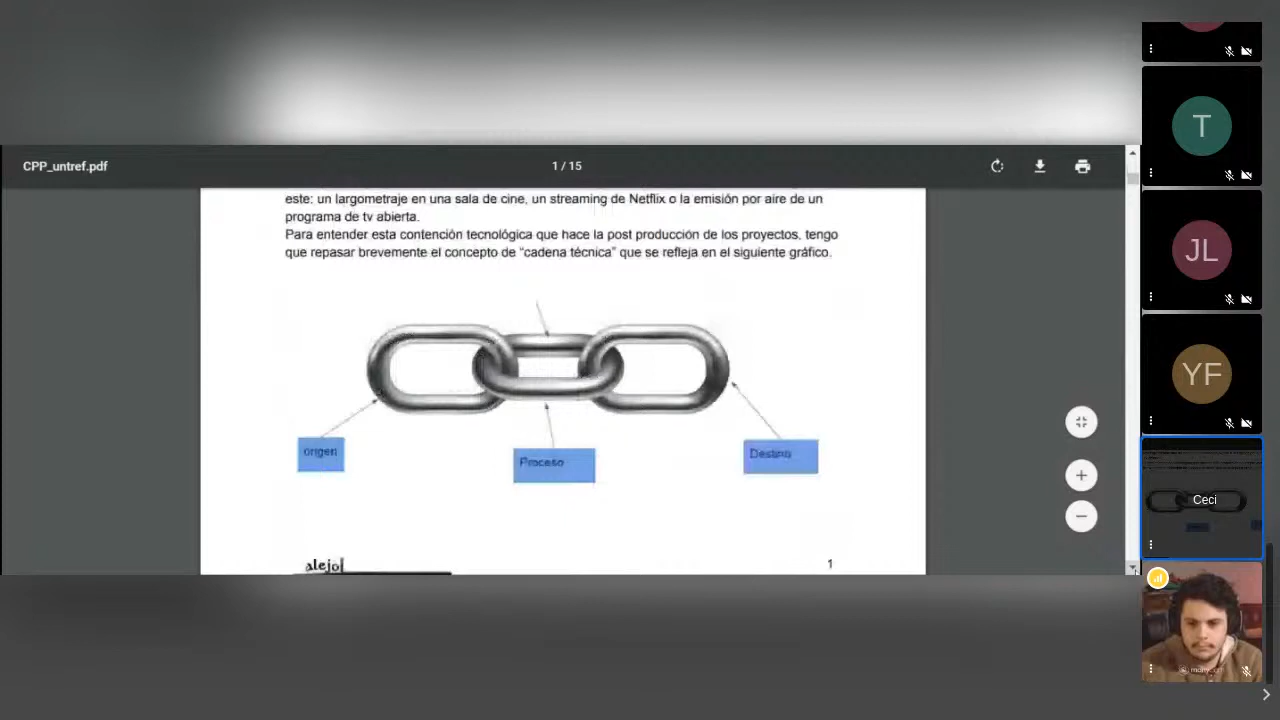 CPP_untref.pdf
1 / 15
este: un largometraje en una sala de cine, un streaming de Netflix o la emisión por aire de un
programa de tv abierta.
Para entender esta contención tecnológica que hace la post producción de los proyectos, tengo
que repasar brevemente el concepto de “cadena técnica” que se refleja en el siguiente gráfico.
origen
Proceso
Destino
alejo
1
T
JL
YF
Ceci